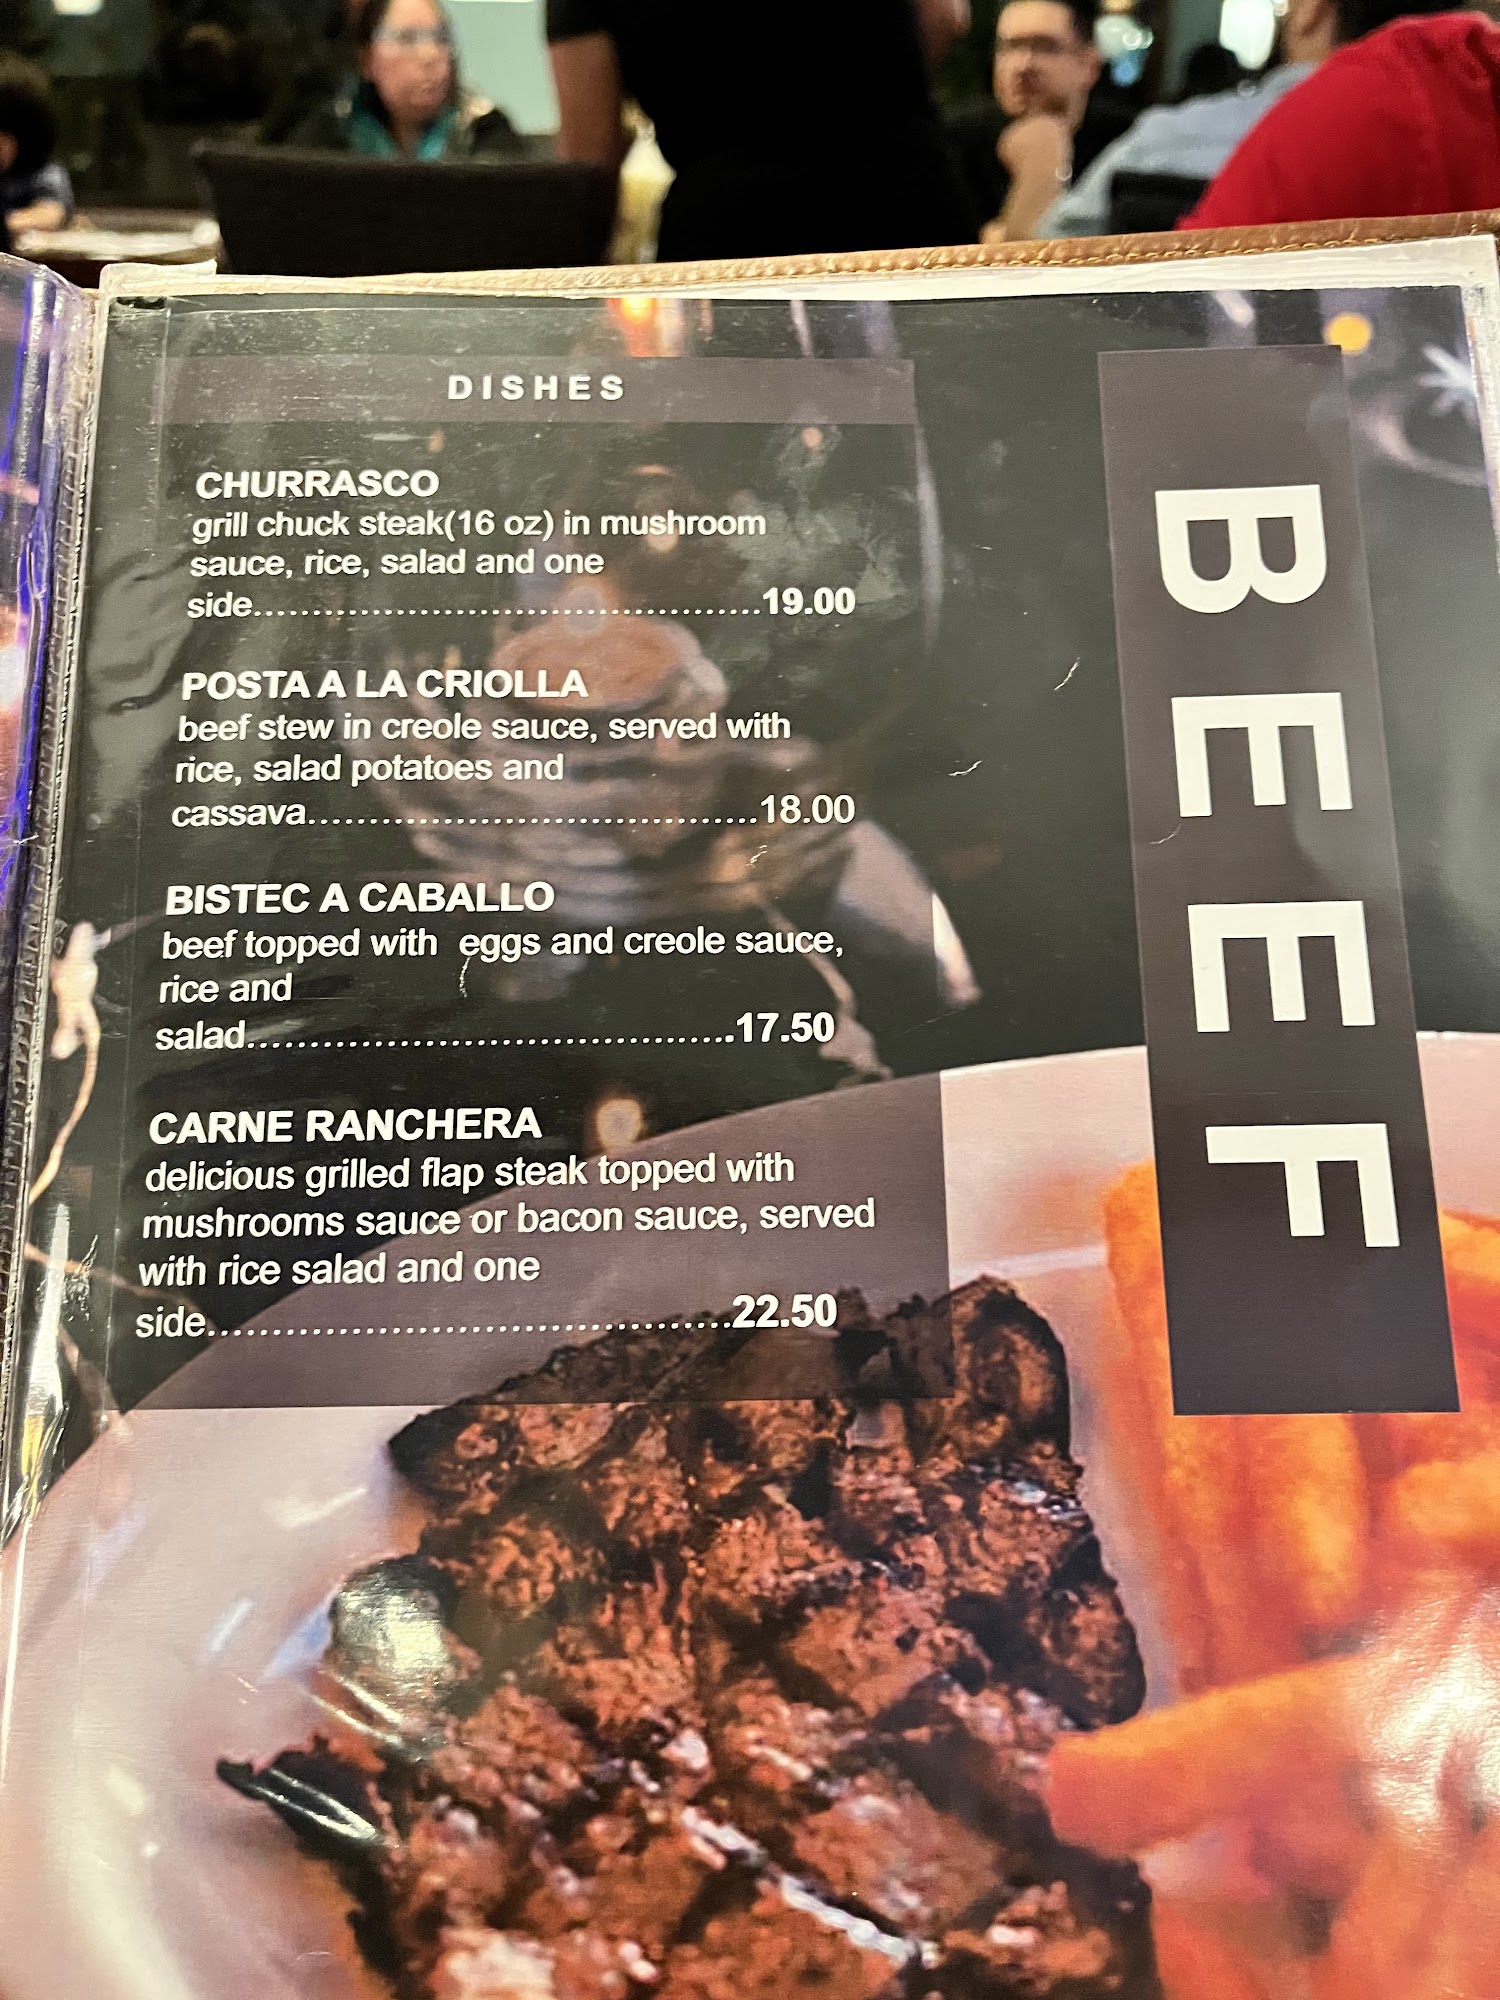 DISHES
CHURRASCO
grill chuck steak(16 oz) in mushroom
sauce, rice, salad and one
side..........................................19.00
POSTA A LA CRIOLLA
beef stew in creole sauce, served with
rice, salad potatoes and
cassava.....................................18.00
BISTEC A CABALLO
beef topped with eggs and creole sauce,
rice and
salad........................................17.50
CARNE RANCHERA
delicious grilled flap steak topped with
mushrooms sauce or bacon sauce, served
with rice salad and one
side..........................................22.50
BEEF